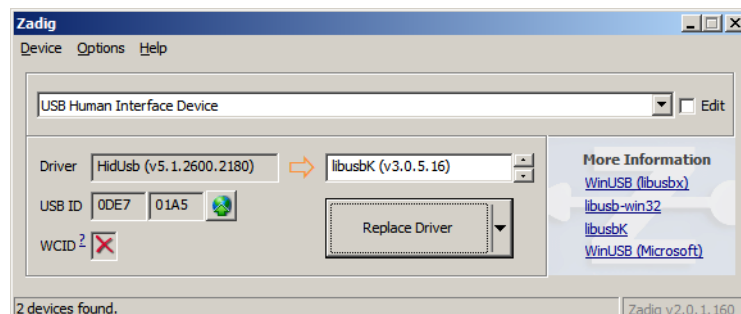 Zadig
Device Options Help
USB Human Interface Device
Edit
Driver HidUsb (v5.1.2600.2180) libusbK (v3.0.5.16)
USB ID 0DE7 01A5
WCID ?
Replace Driver
More Information
WinUSB (libusbx)
libusb-win32
libusbK
WinUSB (Microsoft)
2 devices found.
Zadig v2.0.1.160